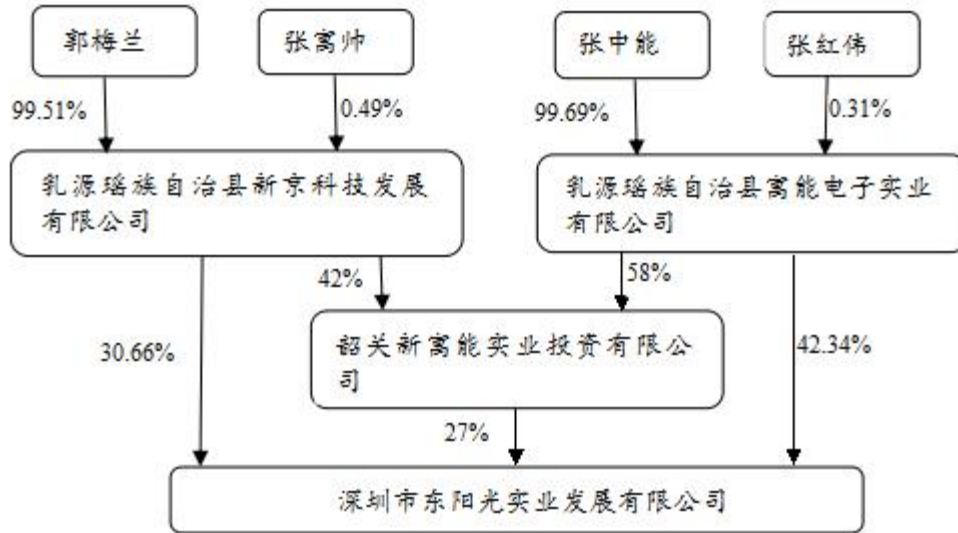 郭梅兰
张寓帅
张中能
张红伟
99.51%
0.49%
99.69%
0.31%
乳源瑶族自治县新京科技发展
有限公司
乳源瑶族自治县寓能电子实业
有限公司
42%
58%
30.66%
韶关新寓能实业投资有限公
司
42.34%
27%
深圳市东阳光实业发展有限公司